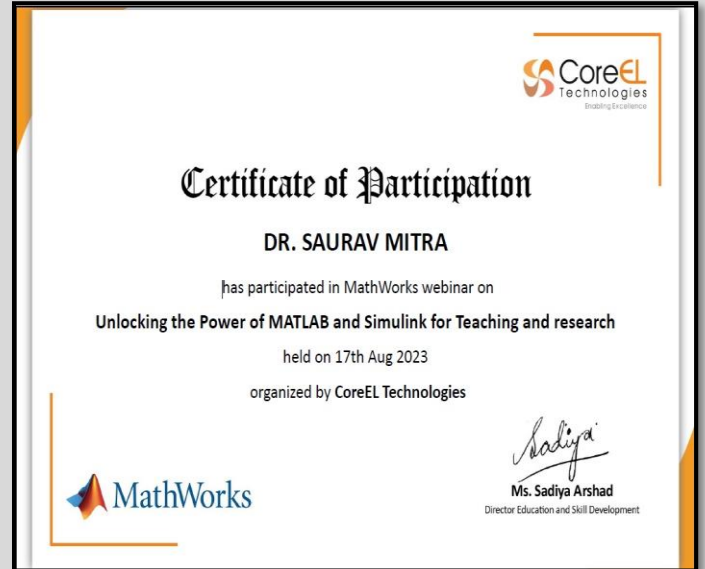 CoreEL
Technologies
Enabling Excellence
Certificate of Participation
DR. SAURAV MITRA
has participated in MathWorks webinar on
Unlocking the Power of MATLAB and Simulink for Teaching and research
held on 17th Aug 2023
organized by CoreEL Technologies
Sadiya
Ms. Sadiya Arshad
Director Education and Skill Development
MathWorks